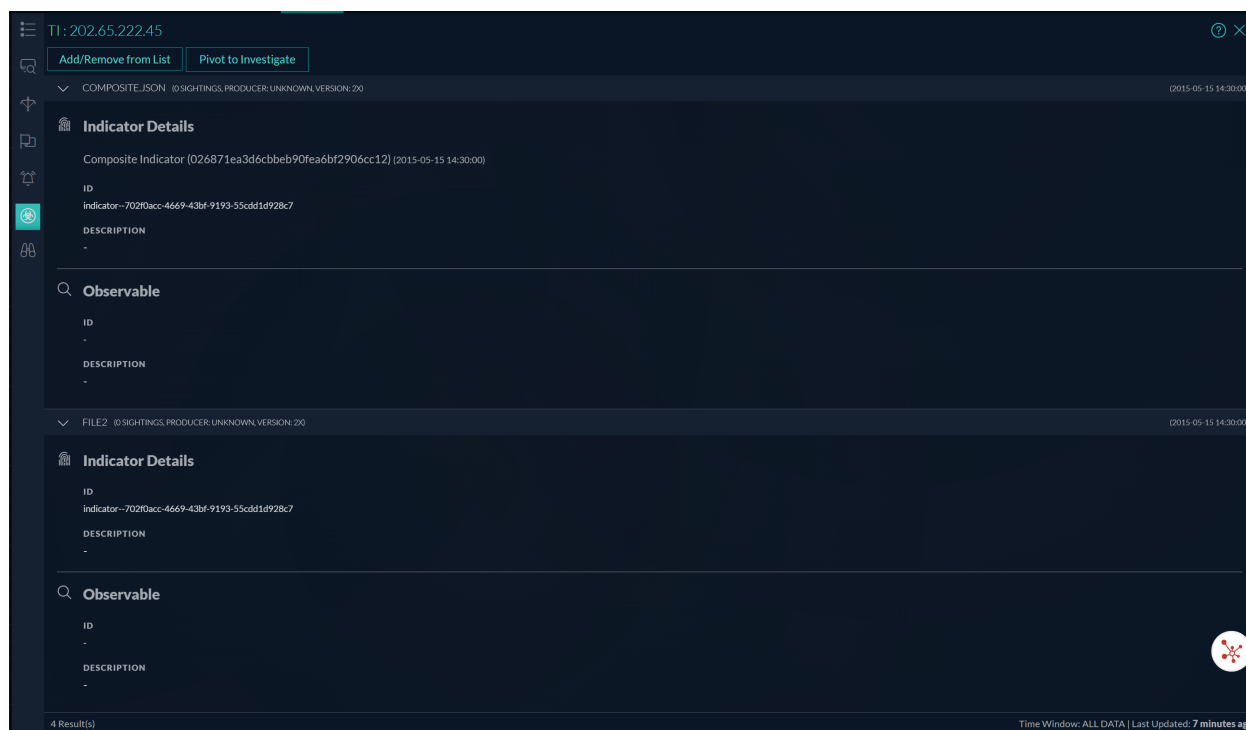 TI : 202.65.222.45
Add/Remove from List Pivot to Investigate
COMPOSITE.JSON (0 SIGHTINGS, PRODUCER: UNKNOWN, VERSION: 2X) (2015-05-15 14:30:00)
Indicator Details
Composite Indicator (026871ea3d6cbbeb90fea6bf2906cc12) (2015-05-15 14:30:00)
ID
indicator--702f0acc-4669-43bf-9193-55cdd1d928c7
DESCRIPTION
-
Observable
ID
-
DESCRIPTION
-
FILE2 (0 SIGHTINGS, PRODUCER: UNKNOWN, VERSION: 2X) (2015-05-15 14:30:00)
Indicator Details
ID
indicator--702f0acc-4669-43bf-9193-55cdd1d928c7
DESCRIPTION
-
Observable
ID
-
DESCRIPTION
-
4 Result(s) Time Window: ALL DATA | Last Updated: 7 minutes ag